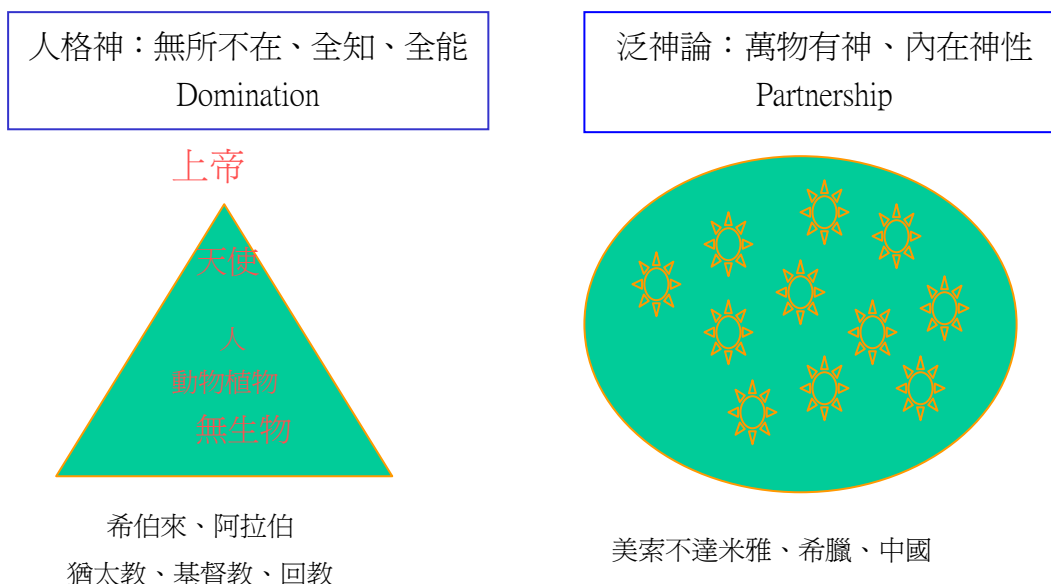 人格神：無所不在、全知、全能
Domination
上帝
天使
人
動物植物
無生物
希伯來、阿拉伯
猶太教、基督教、回教
泛神論：萬物有神、內在神性
Partnership
美索不達米雅、希臘、中國